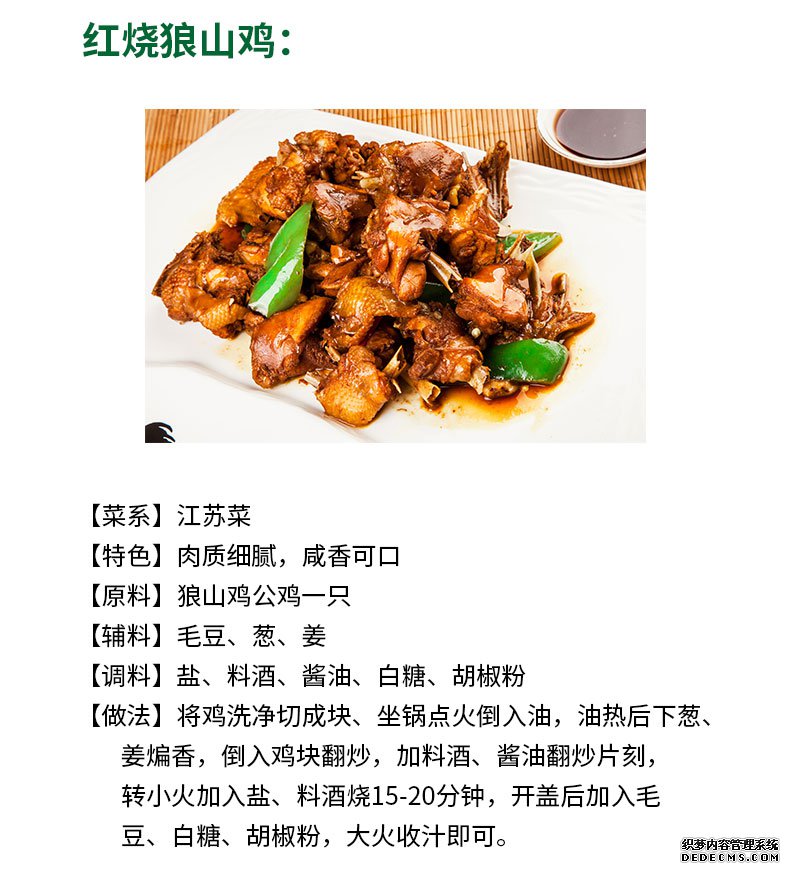 红烧狼山鸡：
【菜系】江苏菜
【特色】肉质细腻，咸香可口
【原料】狼山鸡公鸡一只
【辅料】毛豆、葱、姜
【调料】盐、料酒、酱油、白糖、胡椒粉
【做法】将鸡洗净切成块、坐锅点火倒入油，油热后下葱、
姜煸香，倒入鸡块翻炒，加料酒、酱油翻炒片刻，
转小火加入盐、料酒烧15-20分钟，开盖后加入毛
豆、白糖、胡椒粉，大火收汁即可。
织梦内容管理系统
DEDECMS.COM